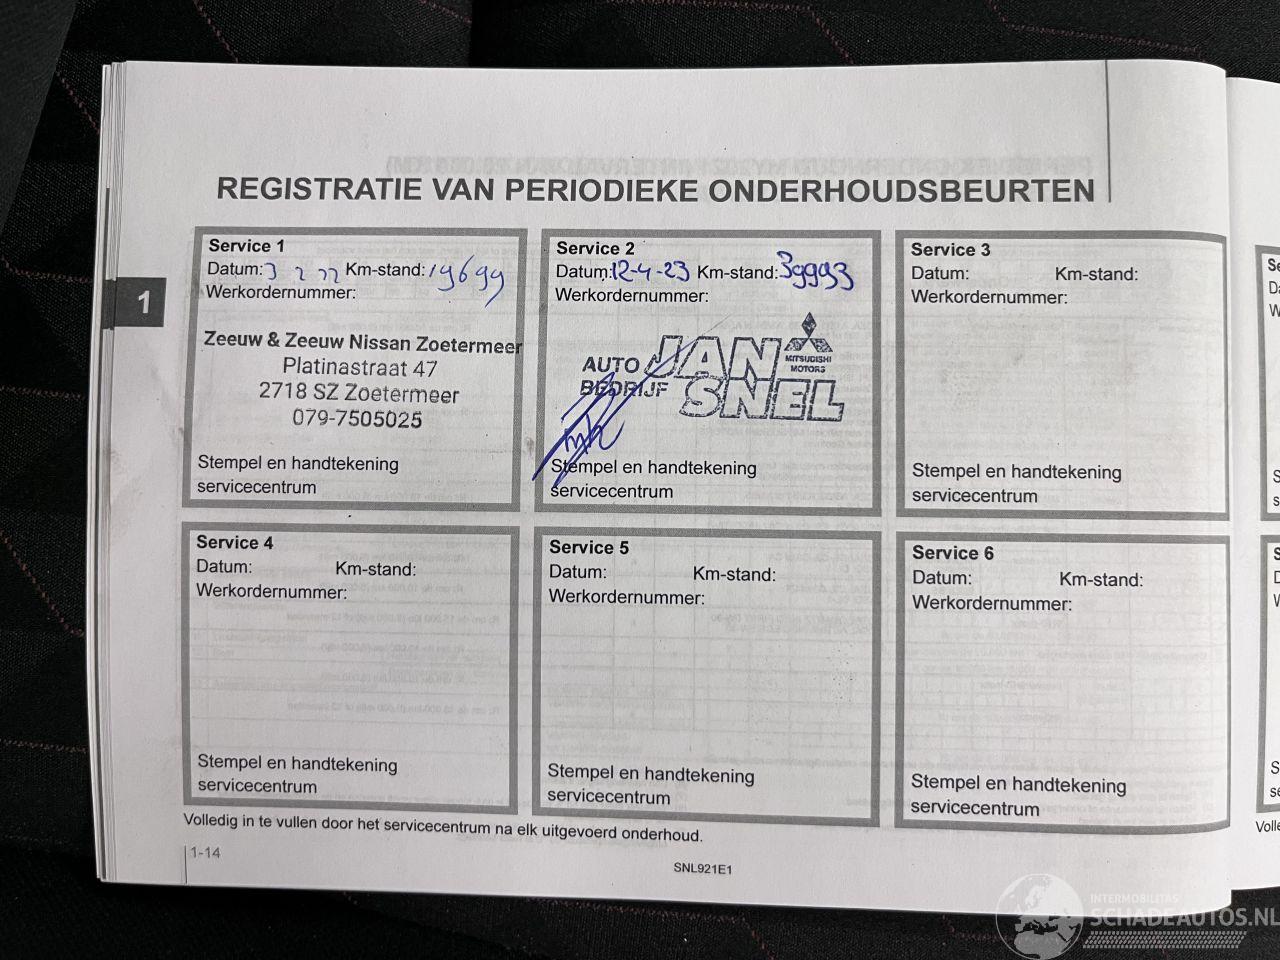 REGISTRATIE VAN PERIODIEKE ONDERHOUDSBEURTEN
1
Service 1
Datum: 3 2 22 Km-stand: 19699
Werkordernummer:
Zeeuw & Zeeuw Nissan Zoetermeer
Platinastraat 47
2718 SZ Zoetermeer
079-7505025
Stempel en handtekening
servicecentrum
Service 2
Datum: 12-4-23 Km-stand: 39993
Werkordernummer:
AUTO BEDRIJF JAN SNEL
MITSUBISHI
MOTORS
Stempel en handtekening
servicecentrum
Service 3
Datum: Km-stand:
Werkordernummer:
Stempel en handtekening
servicecentrum
Service 4
Datum: Km-stand:
Werkordernummer:
Stempel en handtekening
servicecentrum
Service 5
Datum: Km-stand:
Werkordernummer:
Stempel en handtekening
servicecentrum
Service 6
Datum: Km-stand:
Werkordernummer:
Stempel en handtekening
servicecentrum
Volledig in te vullen door het servicecentrum na elk uitgevoerd onderhoud.
1-14
SNL921E1
INTERMOBILITAS
SCHADEAUTOS.NL